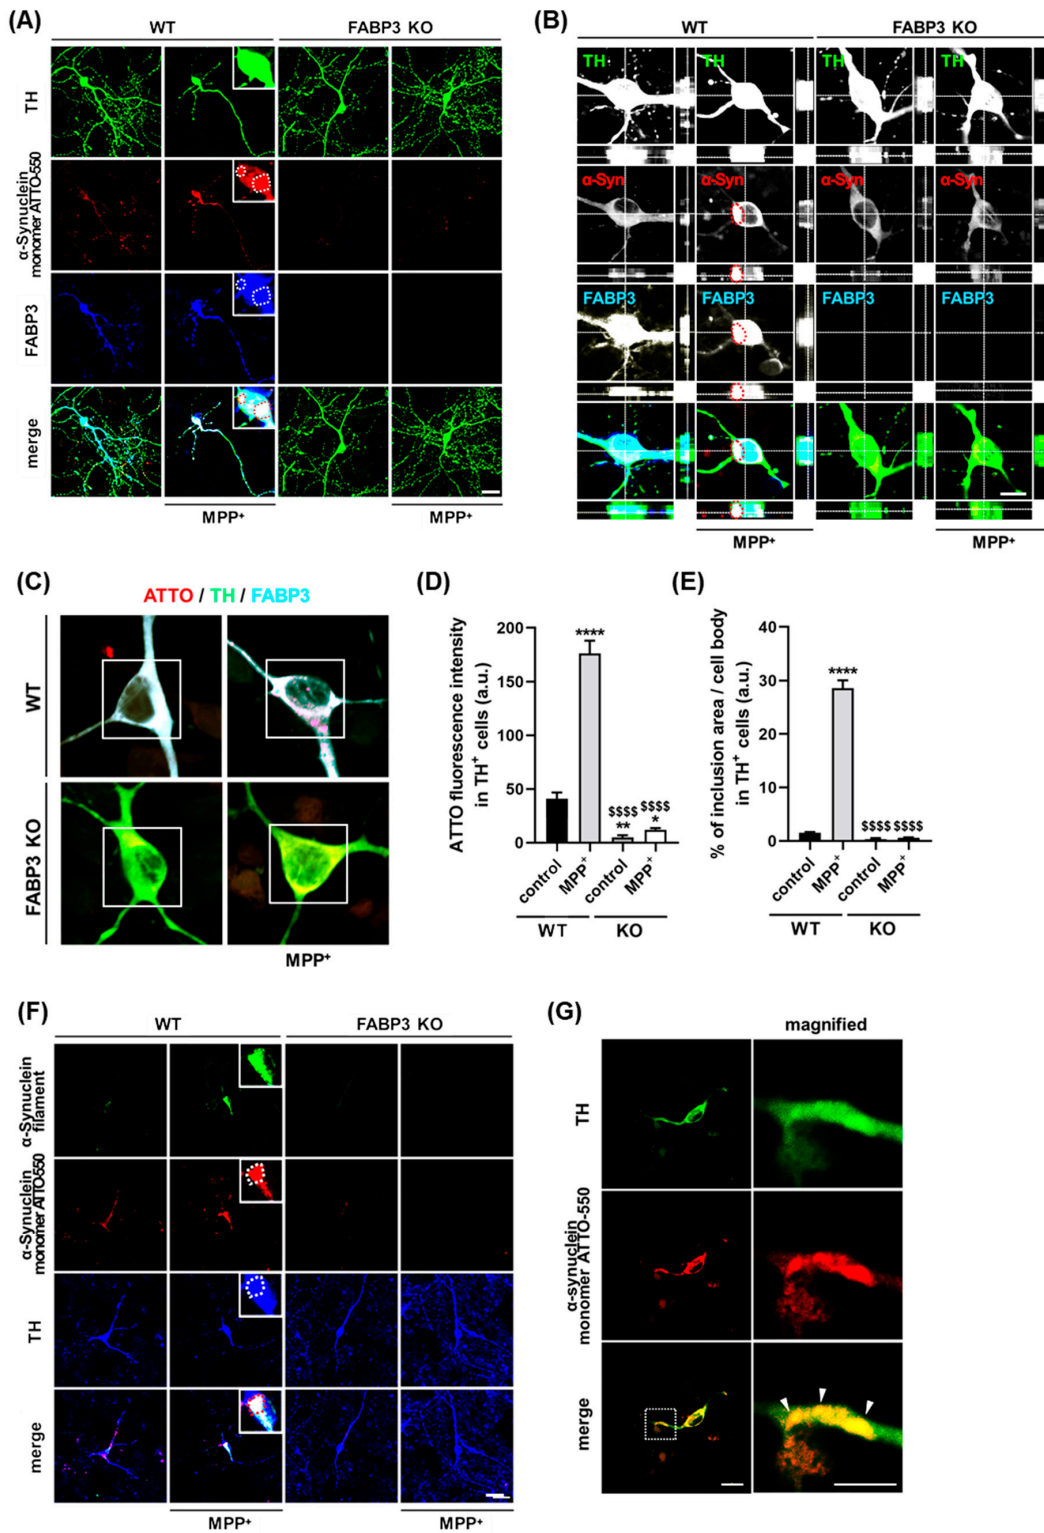 (A)
WT
FABP3 KO
TH
α-Synuclein
monomer ATTO-550
FABP3
merge
MPP+
MPP+
(B)
WT
FABP3 KO
TH
TH
TH
TH
α-Syn
α-Syn
α-Syn
α-Syn
FABP3
FABP3
FABP3
FABP3
MPP+
MPP+
(C)
ATTO / TH / FABP3
WT
FABP3 KO
MPP+
(D)
ATTO fluorescence intensity
in TH+ cells (a.u.)
200
150
100
50
0
****
$$$$
**
$$$$
*
control
MPP+
control
MPP+
WT
KO
(E)
% of inclusion area / cell body
in TH+ cells (a.u.)
40
30
20
10
0
****
$$$$ $$$$
control
MPP+
control
MPP+
WT
KO
(F)
WT
FABP3 KO
α-Synuclein
filament
α-Synuclein
monomer ATTO-550
TH
merge
MPP+
MPP+
(G)
magnified
TH
α-synuclein
monomer ATTO-550
merge